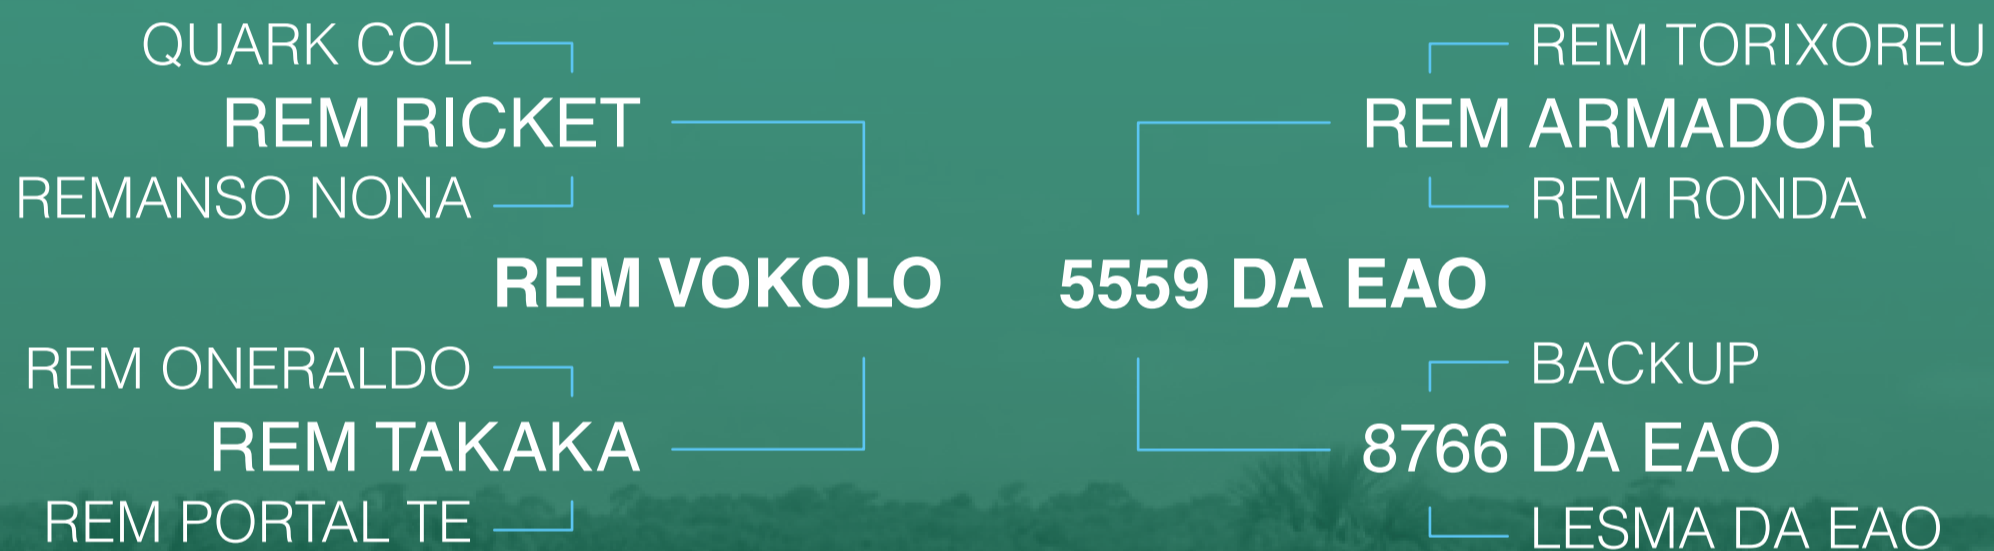 QUARK COL
REM RICKET
REMANSO NONA
REM VOKOLO
REM ONERALDO
REM TAKAKA
REM PORTAL TE
REM TORIXOREU
REM ARMADOR
REM RONDA
5559 DA EAO
BACKUP
8766 DA EAO
LESMA DA EAO